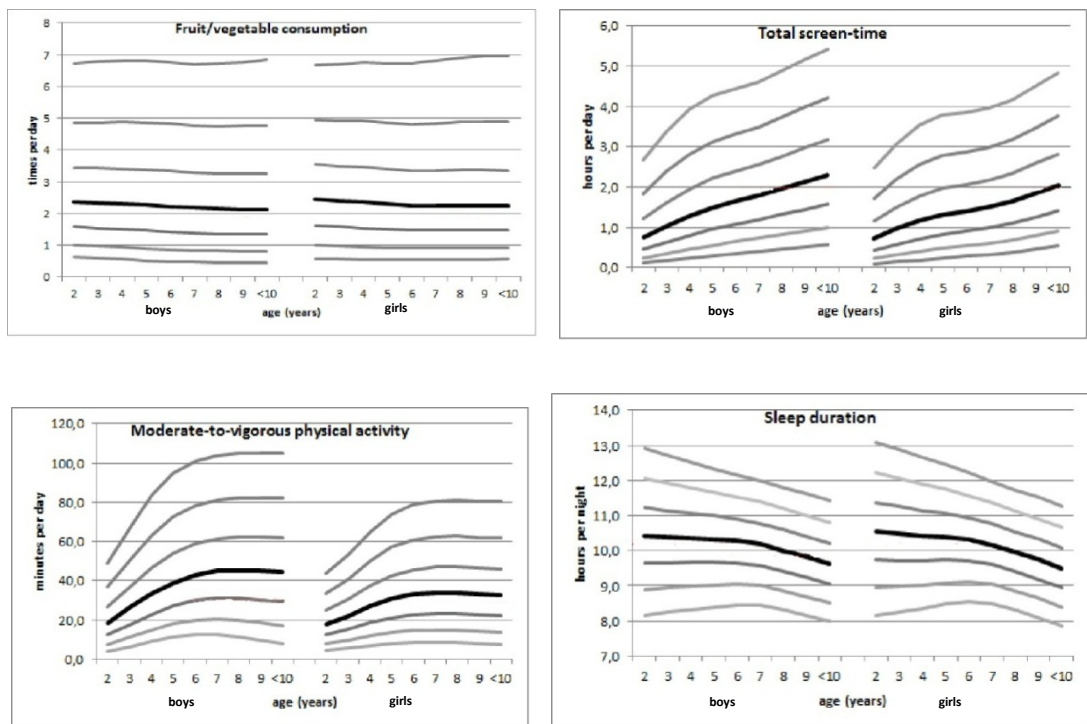 Fruit/vegetable consumption
times per day
8
7
6
5
4
3
2
1
0
2 3 4 5 6 7 8 9 <10 2 3 4 5 6 7 8 9 <10
boys age (years) girls
Total screen-time
hours per day
6,0
5,0
4,0
3,0
2,0
1,0
0,0
2 3 4 5 6 7 8 9 <10 2 3 4 5 6 7 8 9 <10
boys age (years) girls
Moderate-to-vigorous physical activity
minutes per day
120,0
100,0
80,0
60,0
40,0
20,0
0,0
2 3 4 5 6 7 8 9 <10 2 3 4 5 6 7 8 9 <10
boys age (years) girls
Sleep duration
hours per night
14,0
13,0
12,0
11,0
10,0
9,0
8,0
7,0
2 3 4 5 6 7 8 9 <10 2 3 4 5 6 7 8 9 <10
boys age (years) girls